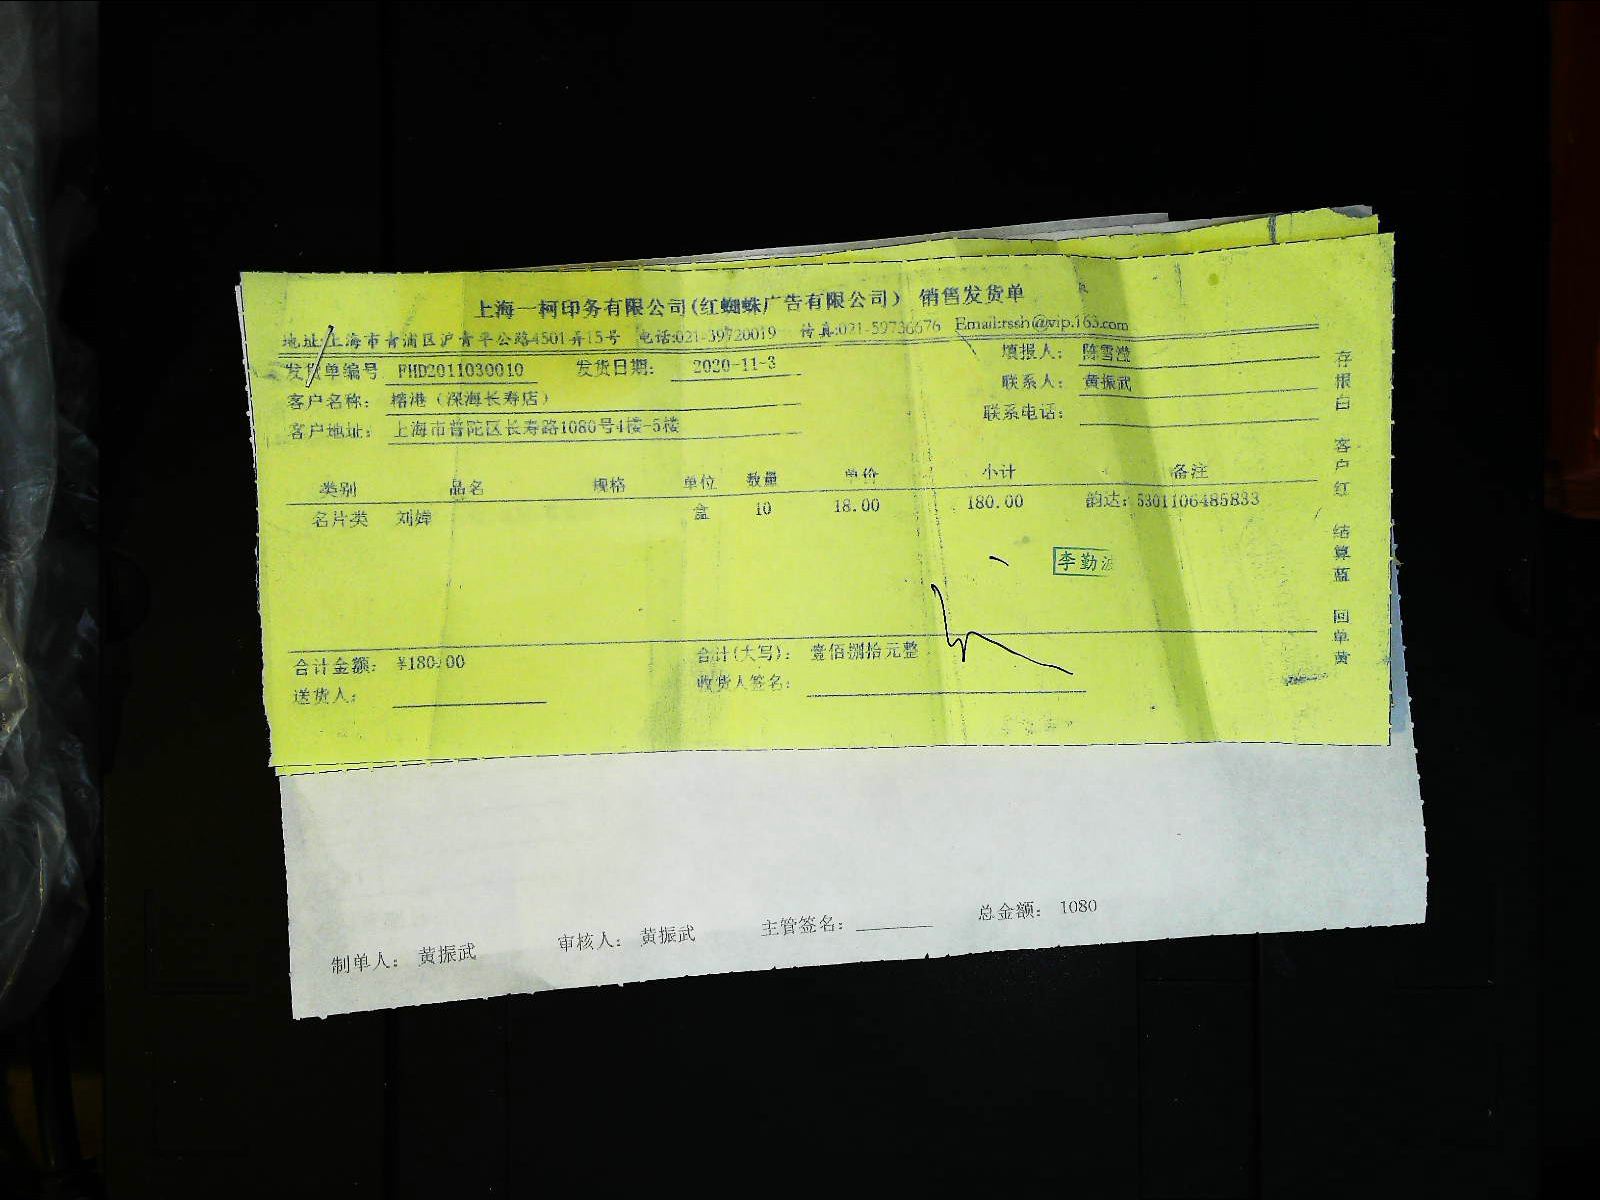 上海一柯印务有限公司(红蜘蛛广告有限公司) 销售发货单
地址:上海市青浦区沪青平公路4501弄15号 电话:021-39720019 传真:021-59736676 Email:rssh@vip.163.com
发货单编号 FHD2011030010 发货日期: 2020-11-3 填报人: 陈雪滢
客户名称: 榕港（深海长寿店） 联系人: 黄振武
客户地址: 上海市普陀区长寿路1080号4楼-5楼 联系电话:
类别 品名 规格 单位 数量 单价 小计 备注
名片类 刘婶 盒 10 18.00 180.00 韵达: 5301106485833
李勤
合计金额: ¥180.00 合计(大写): 壹佰捌拾元整
送货人: 收货人签名:
存根白 客户红 结算蓝 回单黄
制单人: 黄振武 审核人: 黄振武 主管签名: 总金额: 1080